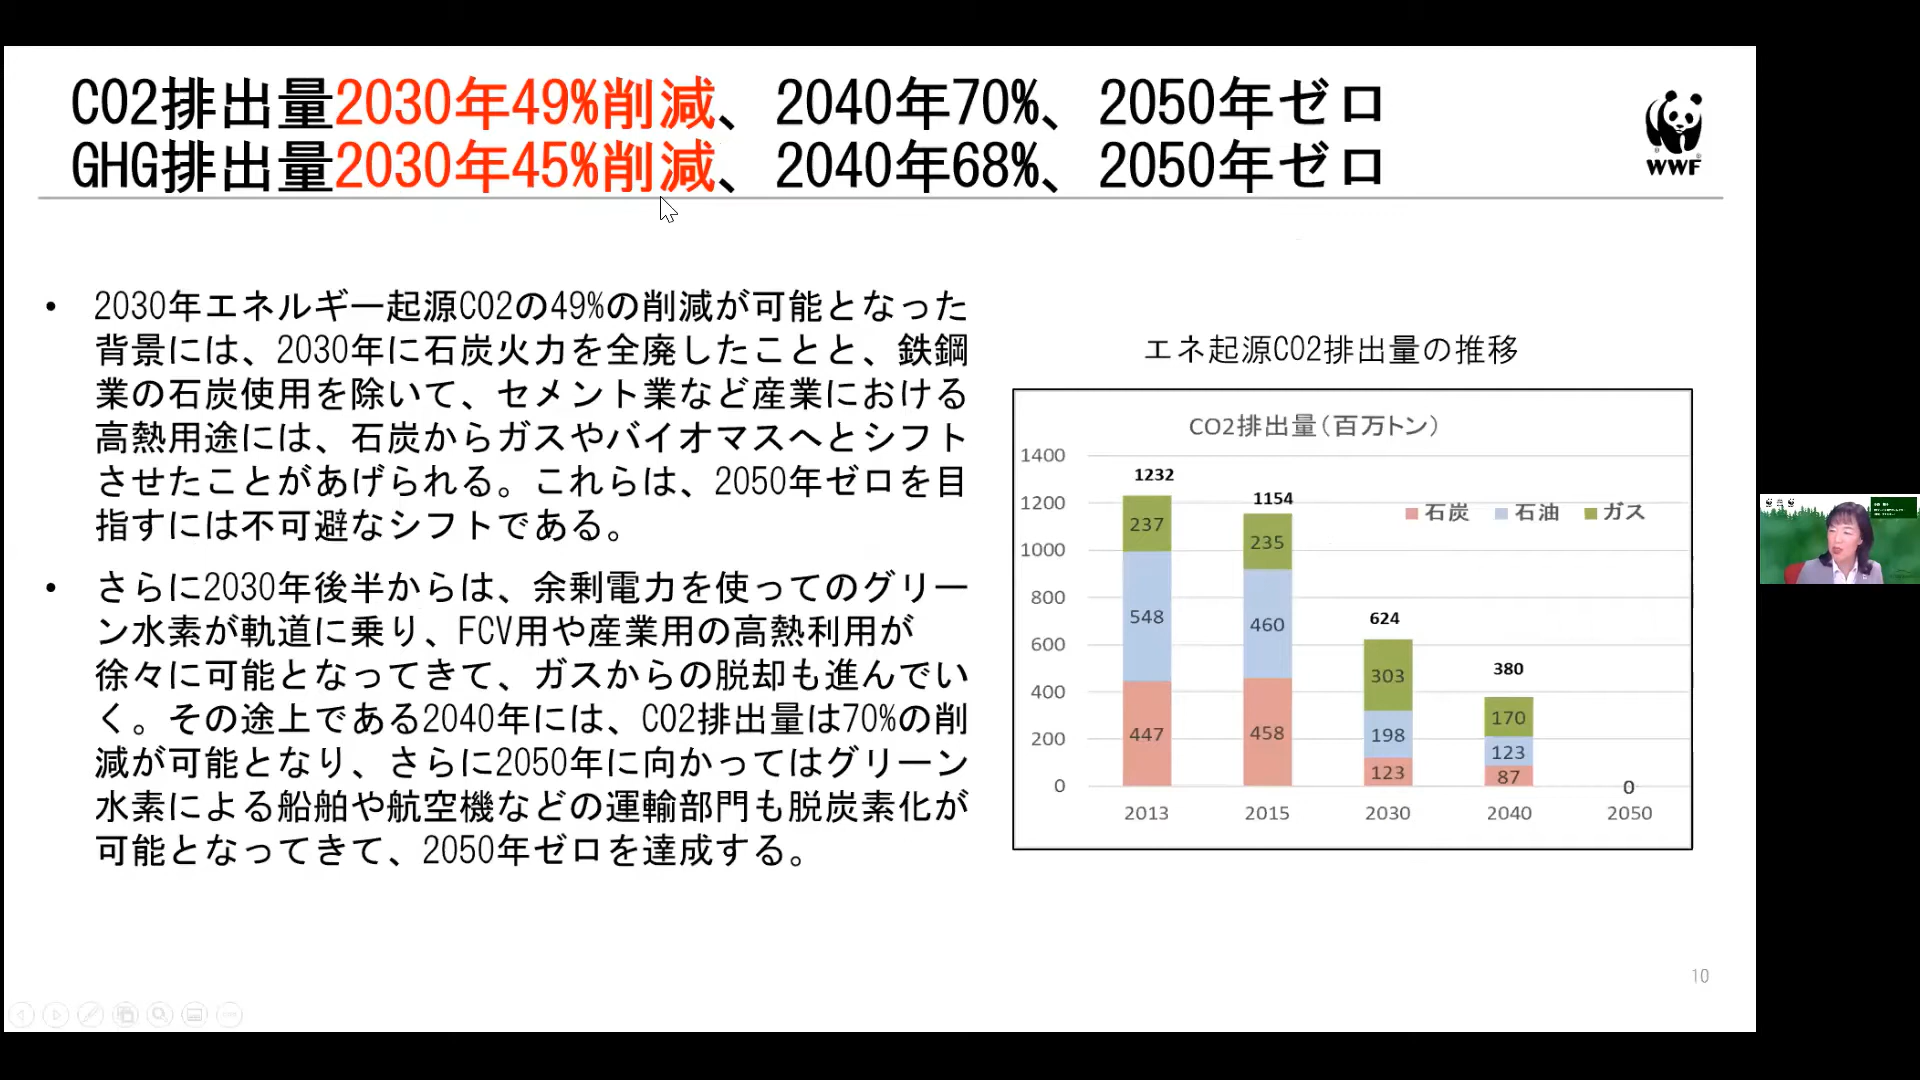 CO2排出量2030年49%削減、2040年70%、2050年ゼロ
GHG排出量2030年45%削減、2040年68%、2050年ゼロ
WWF
• 2030年エネルギー起源CO2の49%の削減が可能となった
背景には、2030年に石炭火力を全廃したことと、鉄鋼
業の石炭使用を除いて、セメント業など産業における
高熱用途には、石炭からガスやバイオマスへとシフト
させたことがあげられる。これらは、2050年ゼロを目
指すには不可避なシフトである。
• さらに2030年後半からは、余剰電力を使ってのグリー
ン水素が軌道に乗り、FCV用や産業用の高熱利用が
徐々に可能となってきて、ガスからの脱却も進んでい
く。その途上である2040年には、CO2排出量は70%の削
減が可能となり、さらに2050年に向かってはグリーン
水素による船舶や航空機などの運輸部門も脱炭素化が
可能となってきて、2050年ゼロを達成する。
エネ起源CO2排出量の推移
CO2排出量（百万トン）
1400
1200
1000
800
600
400
200
0
石炭 石油 ガス
1232
237
548
447
1154
235
460
458
624
303
198
123
380
170
123
87
0
2013 2015 2030 2040 2050
10